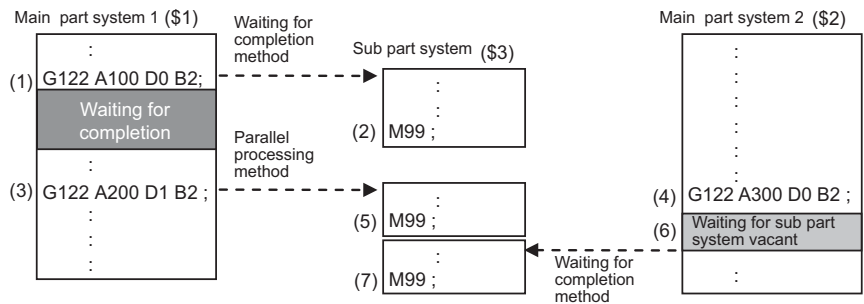 Main part system 1 ($1)
:
(1) G122 A100 D0 B2;
Waiting for
completion
:
(3) G122 A200 D1 B2 ;
:
:
:
Waiting for
completion
method
Parallel
processing
method
Sub part system ($3)
:
:
(2) M99 ;
:
(5) M99 ;
:
(7) M99 ;
Main part system 2 ($2)
:
:
:
:
:
:
(4) G122 A300 D0 B2 ;
(6) Waiting for sub part
system vacant
Waiting for
completion
method
: